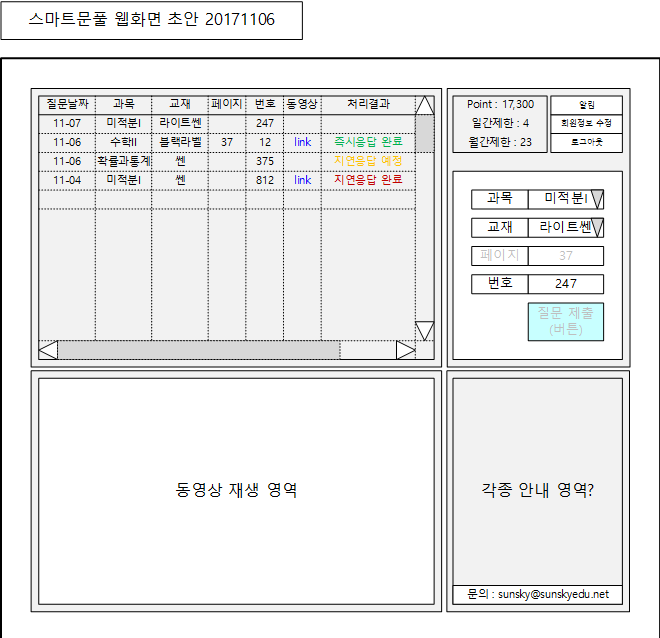 스마트문풀 웹화면 초안 20171106
질문날짜 과목 교재 페이지 번호 동영상 처리결과
11-07 미적분I 라이트쎈 247
11-06 수학II 블랙라벨 37 12 link 즉시응답 완료
11-06 확률과통계 쎈 375 지연응답 예정
11-04 미적분I 쎈 812 link 지연응답 완료
Point : 17,300
일간제한 : 4
월간제한 : 23
알림
회원정보 수정
로그아웃
과목 미적분I
교재 라이트쎈
페이지 37
번호 247
질문 제출
(버튼)
동영상 재생 영역
각종 안내 영역?
문의 : sunsky@sunskyedu.net